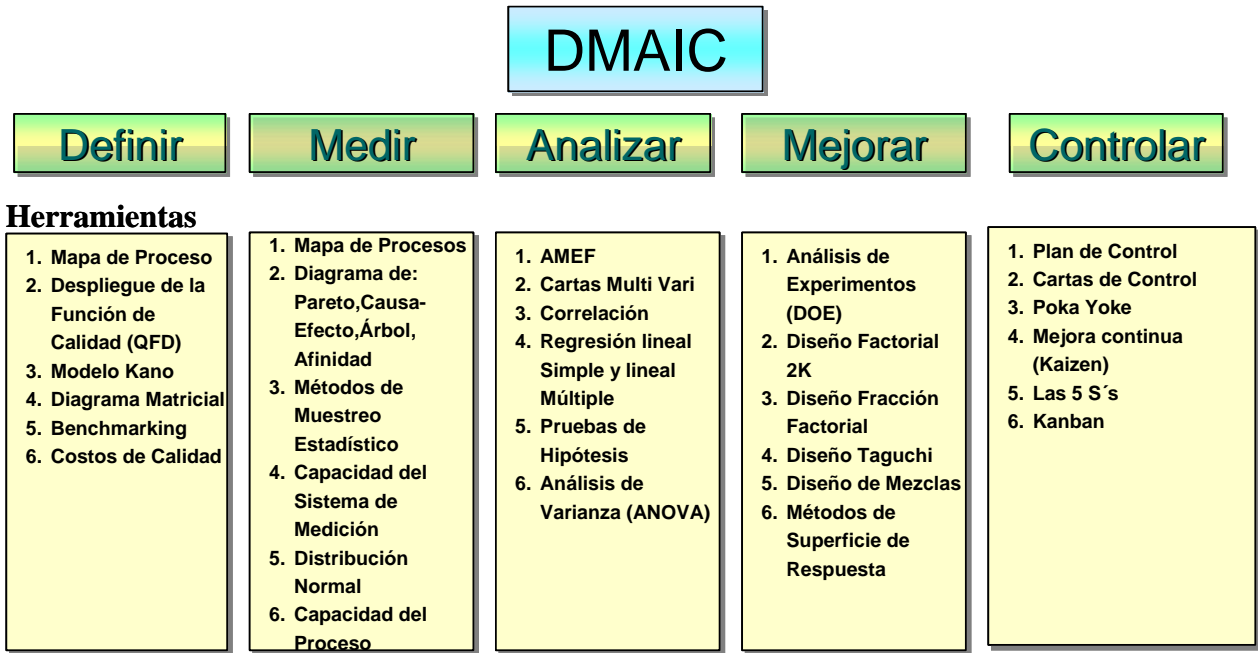 DMAIC
Definir
Medir
Analizar
Mejorar
Controlar
Herramientas
1. Mapa de Proceso
2. Despliegue de la
Función de
Calidad (QFD)
3. Modelo Kano
4. Diagrama Matricial
5. Benchmarking
6. Costos de Calidad
1. Mapa de Procesos
2. Diagrama de:
Pareto,Causa-
Efecto,Árbol,
Afinidad
3. Métodos de
Muestreo
Estadístico
4. Capacidad del
Sistema de
Medición
5. Distribución
Normal
6. Capacidad del
Proceso
1. AMEF
2. Cartas Multi Vari
3. Correlación
4. Regresión lineal
Simple y lineal
Múltiple
5. Pruebas de
Hipótesis
6. Análisis de
Varianza (ANOVA)
1. Análisis de
Experimentos
(DOE)
2. Diseño Factorial
2K
3. Diseño Fracción
Factorial
4. Diseño Taguchi
5. Diseño de Mezclas
6. Métodos de
Superficie de
Respuesta
1. Plan de Control
2. Cartas de Control
3. Poka Yoke
4. Mejora continua
(Kaizen)
5. Las 5 S´s
6. Kanban